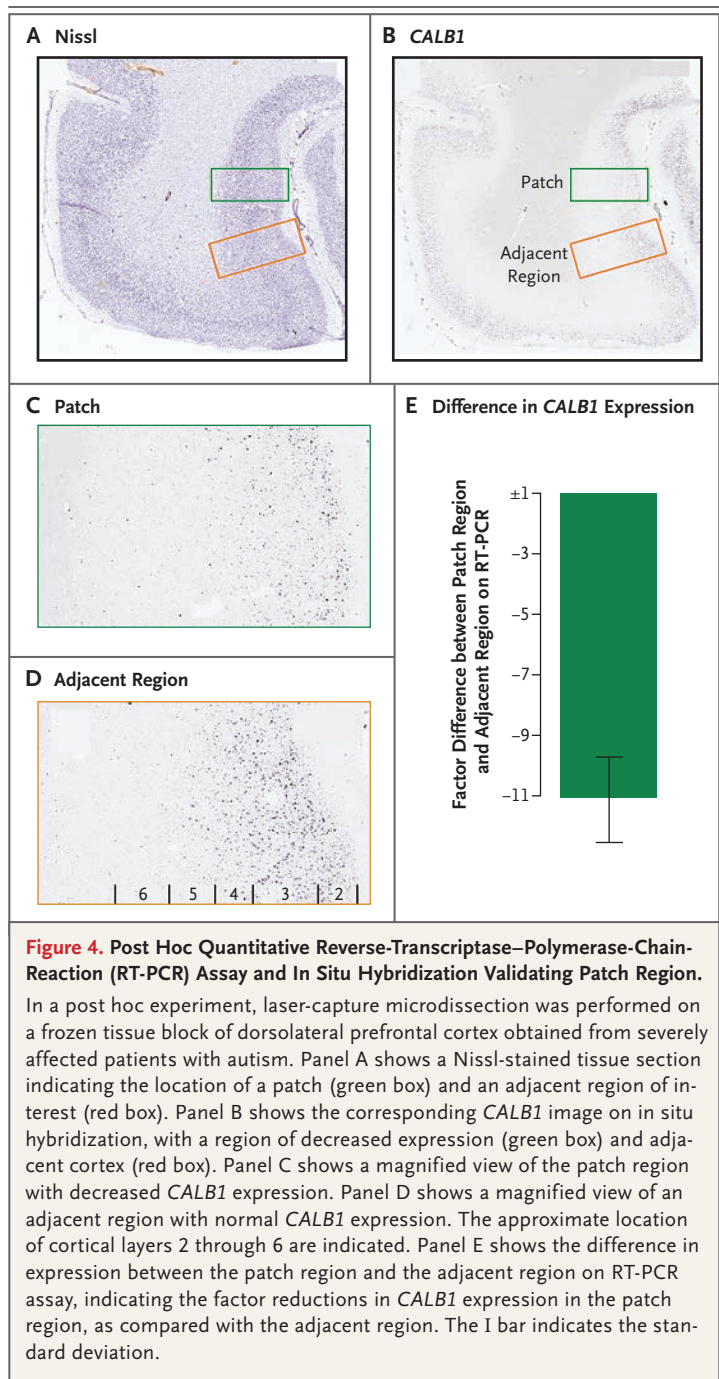 A Nissl
B CALB1
Patch
Adjacent
Region
C Patch
E Difference in CALB1 Expression
Factor Difference between Patch Region
and Adjacent Region on RT-PCR
±1
−3
−5
−7
−9
−11
D Adjacent Region
6 5 4 3 2
Figure 4. Post Hoc Quantitative Reverse-Transcriptase–Polymerase-Chain-
Reaction (RT-PCR) Assay and In Situ Hybridization Validating Patch Region.
In a post hoc experiment, laser-capture microdissection was performed on
a frozen tissue block of dorsolateral prefrontal cortex obtained from severely
affected patients with autism. Panel A shows a Nissl-stained tissue section
indicating the location of a patch (green box) and an adjacent region of in-
terest (red box). Panel B shows the corresponding CALB1 image on in situ
hybridization, with a region of decreased expression (green box) and adja-
cent cortex (red box). Panel C shows a magnified view of the patch region
with decreased CALB1 expression. Panel D shows a magnified view of an
adjacent region with normal CALB1 expression. The approximate location
of cortical layers 2 through 6 are indicated. Panel E shows the difference in
expression between the patch region and the adjacent region on RT-PCR
assay, indicating the factor reductions in CALB1 expression in the patch
region, as compared with the adjacent region. The I bar indicates the stan-
dard deviation.